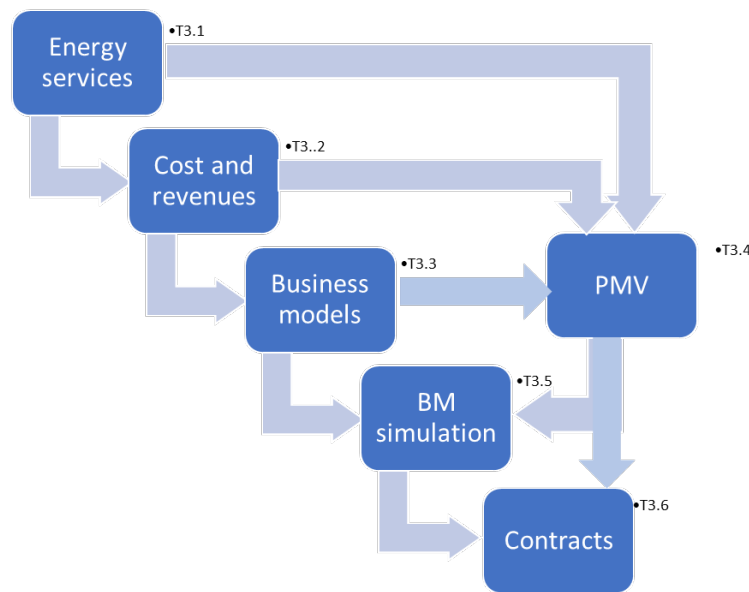 •T3.1
Energy
services
•T3..2
Cost and
revenues
•T3.3
Business
models
PMV
•T3.4
•T3.5
BM
simulation
•T3.6
Contracts